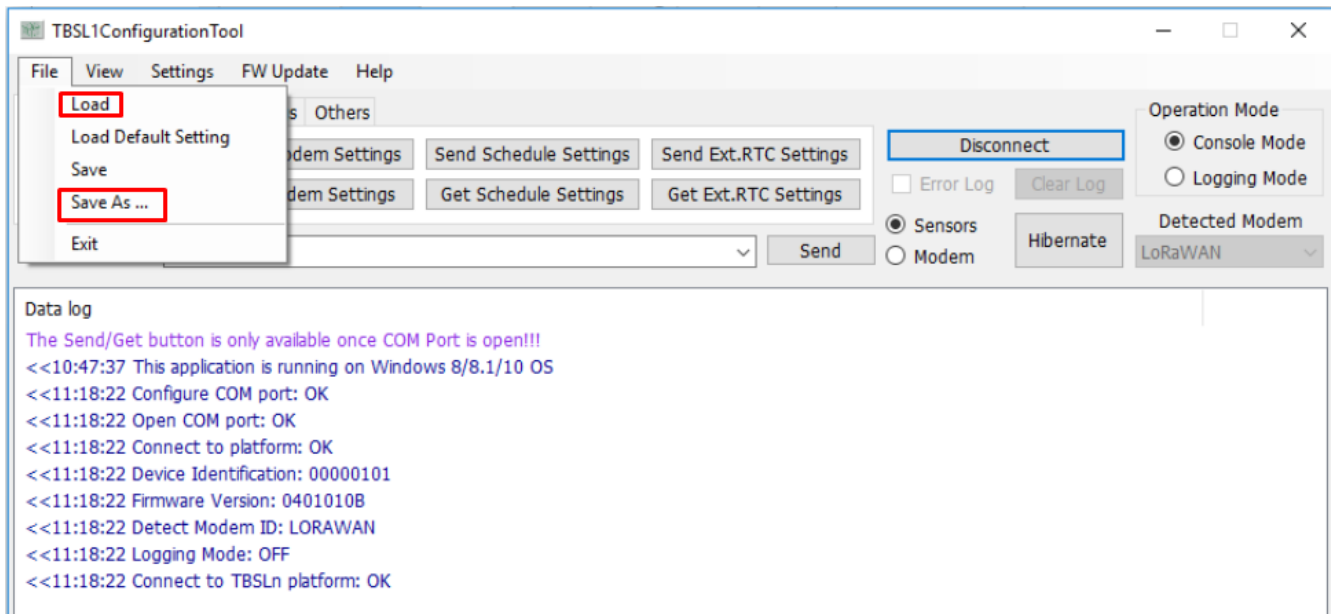 TBSL1ConfigurationTool
File View Settings FW Update Help
Load
Load Default Setting
Save
Save As ...
Exit
Others
Settings Send Schedule Settings Send Ext.RTC Settings
Settings Get Schedule Settings Get Ext.RTC Settings
Send
Disconnect
Error Log Clear Log
Sensors
Modem
Hibernate
Operation Mode
Console Mode
Logging Mode
Detected Modem
LoRaWAN
Data log
The Send/Get button is only available once COM Port is open!!!
<<10:47:37 This application is running on Windows 8/8.1/10 OS
<<11:18:22 Configure COM port: OK
<<11:18:22 Open COM port: OK
<<11:18:22 Connect to platform: OK
<<11:18:22 Device Identification: 00000101
<<11:18:22 Firmware Version: 0401010B
<<11:18:22 Detect Modem ID: LORAWAN
<<11:18:22 Logging Mode: OFF
<<11:18:22 Connect to TBSLn platform: OK